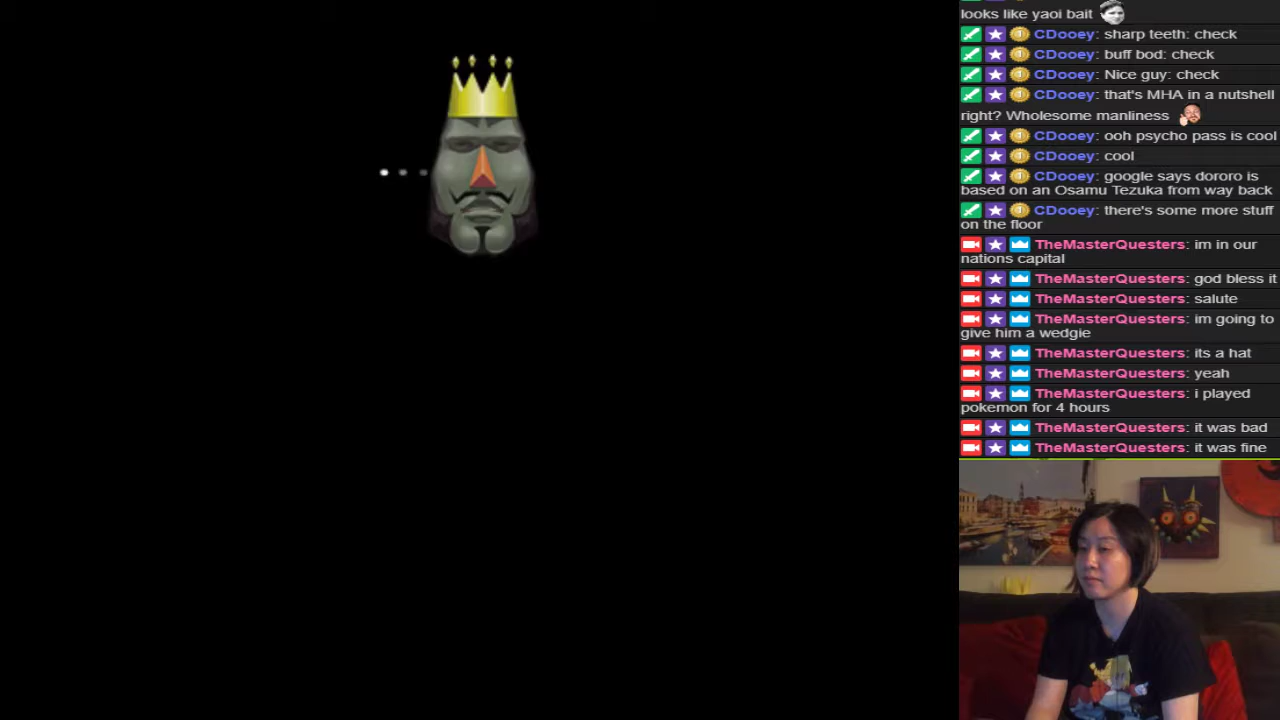 looks like yaoi bait
CDooey: sharp teeth: check
CDooey: buff bod: check
CDooey: Nice guy: check
CDooey: that's MHA in a nutshell
right? Wholesome manliness
CDooey: ooh psycho pass is cool
CDooey: cool
CDooey: google says dororo is
based on an Osamu Tezuka from way back
CDooey: there's some more stuff
on the floor
TheMasterQuesters: im in our
nations capital
TheMasterQuesters: god bless it
TheMasterQuesters: salute
TheMasterQuesters: im going to
give him a wedgie
TheMasterQuesters: its a hat
TheMasterQuesters: yeah
TheMasterQuesters: i played
pokemon for 4 hours
TheMasterQuesters: it was bad
TheMasterQuesters: it was fine